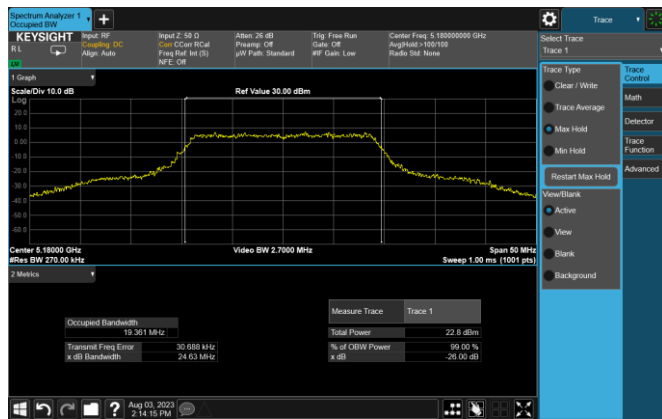 Spectrum Analyzer 1
Occupied BW
Trace
KEYSIGHT
R L
Input: RF
Coupling: DC
Align: Auto
Input Z: 50 Ω
Corr CCorr RCal
Freq Ref: Int (S)
NFE: Off
Atten: 26 dB
Preamp: Off
µW Path: Standard
Trig: Free Run
Gate: Off
#IF Gain: Low
Center Freq: 5.180000000 GHz
Avg|Hold >100/100
Radio Std: None
Select Trace
Trace 1
LW
1 Graph
Scale/Div 10.0 dB
Ref Value 30.00 dBm
Log
20.0
10.0
0.00
-10.0
-20.0
-30.0
-40.0
-50.0
-60.0
Center 5.18000 GHz
#Res BW 270.00 kHz
Video BW 2.7000 MHz
Span 50 MHz
Sweep 1.00 ms (1001 pts)
Trace Type
Clear / Write
Trace Average
Max Hold
Min Hold
Restart Max Hold
View/Blank
Active
View
Blank
Background
Trace
Control
Math
Detector
Trace
Function
Advanced
2 Metrics
Occupied Bandwidth
19.361 MHz
Transmit Freq Error 30.688 kHz
x dB Bandwidth 24.63 MHz
Measure Trace Trace 1
Total Power 22.8 dBm
% of OBW Power 99.00 %
x dB -26.00 dB
Aug 03, 2023
2:14:15 PM